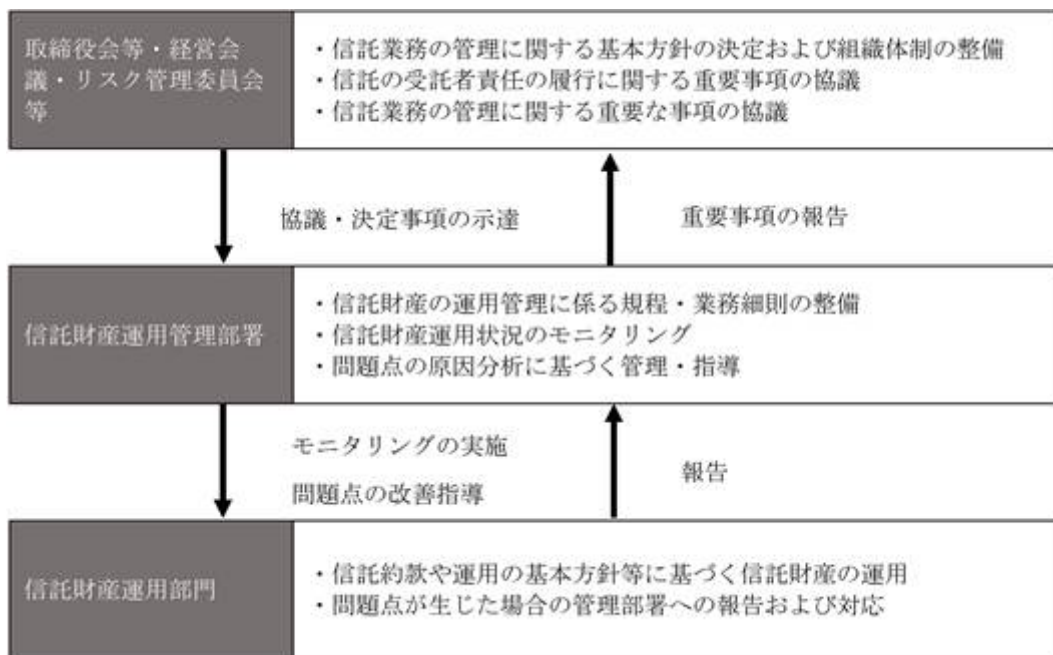 取締役会等・経営会
議・リスク管理委員会
等
・信託業務の管理に関する基本方針の決定および組織体制の整備
・信託の受託者責任の履行に関する重要事項の協議
・信託業務の管理に関する重要な事項の協議
協議・決定事項の示達
重要事項の報告
信託財産運用管理部署
・信託財産の運用管理に係る規程・業務細則の整備
・信託財産運用状況のモニタリング
・問題点の原因分析に基づく管理・指導
モニタリングの実施
問題点の改善指導
報告
信託財産運用部門
・信託約款や運用の基本方針等に基づく信託財産の運用
・問題点が生じた場合の管理部署への報告および対応